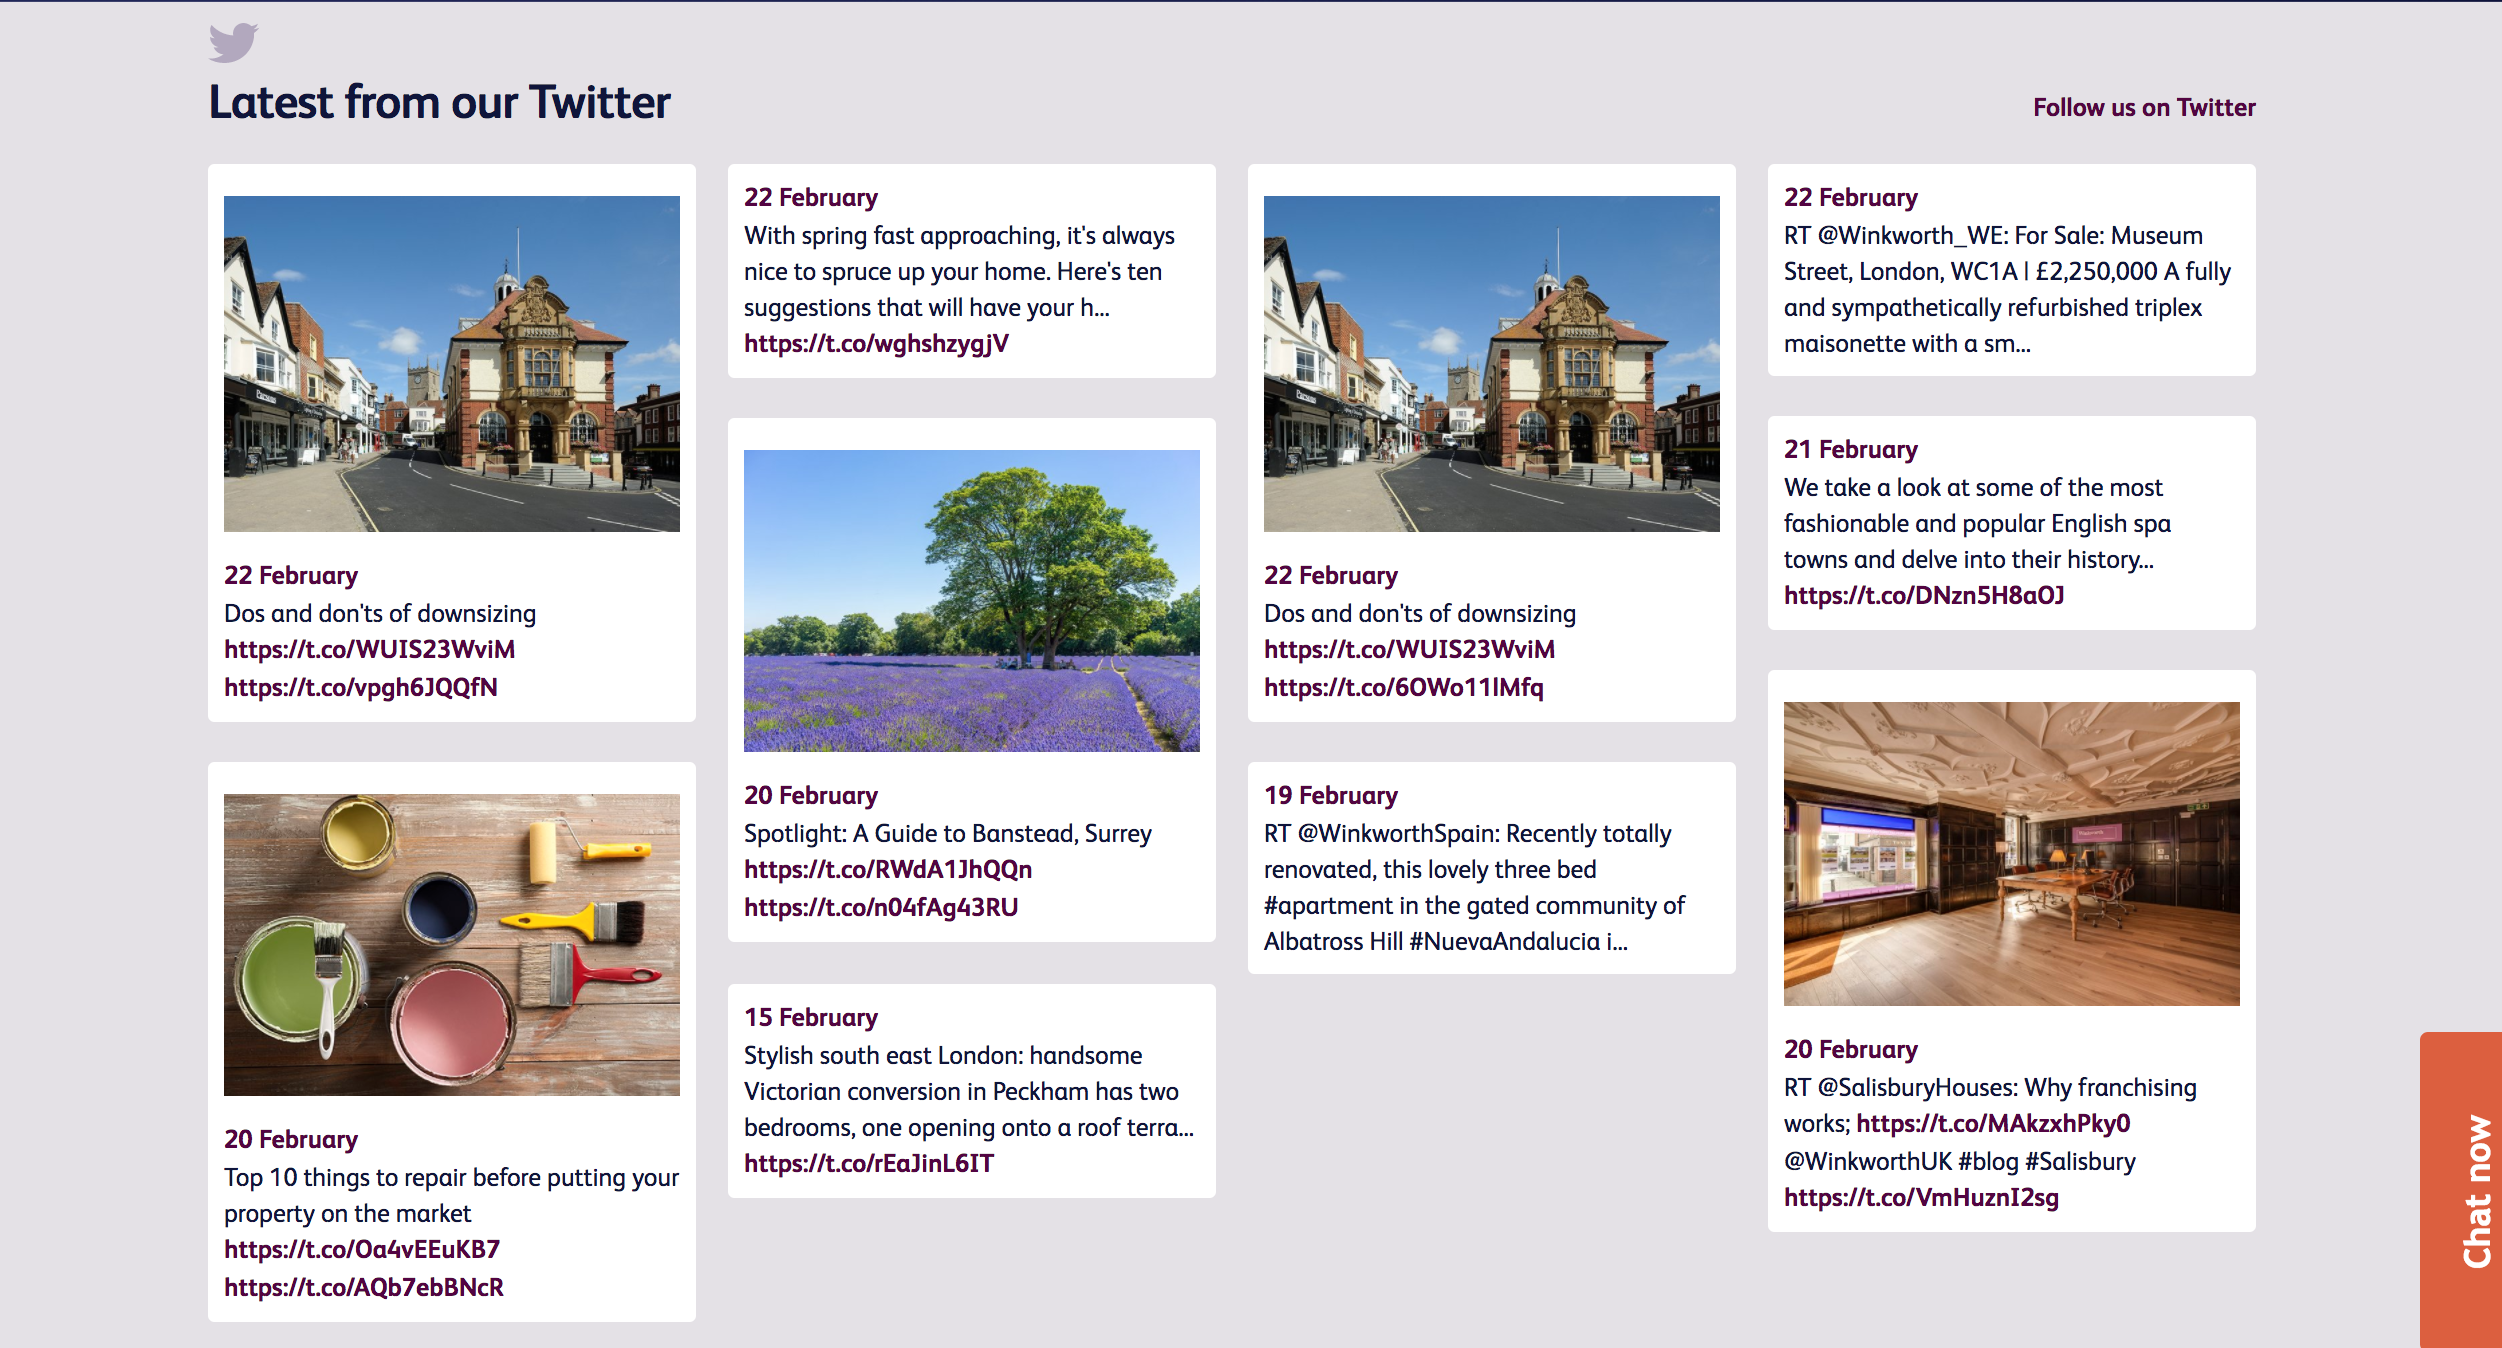 Latest from our Twitter
Follow us on Twitter
22 February
Dos and don'ts of downsizing
https://t.co/WUIS23WviM
https://t.co/vpgh6JQQfN
20 February
Top 10 things to repair before putting your
property on the market
https://t.co/Oa4vEEuKB7
https://t.co/AQb7ebBNcR
22 February
With spring fast approaching, it's always
nice to spruce up your home. Here's ten
suggestions that will have your h...
https://t.co/wghshzygjV
20 February
Spotlight: A Guide to Banstead, Surrey
https://t.co/RWdA1JhQQn
https://t.co/n04fAg43RU
15 February
Stylish south east London: handsome
Victorian conversion in Peckham has two
bedrooms, one opening onto a roof terra...
https://t.co/rEaJinL6IT
22 February
Dos and don'ts of downsizing
https://t.co/WUIS23WviM
https://t.co/6OWo11lMfq
19 February
RT @WinkworthSpain: Recently totally
renovated, this lovely three bed
#apartment in the gated community of
Albatross Hill #NuevaAndalucia i...
22 February
RT @Winkworth_WE: For Sale: Museum
Street, London, WC1A | £2,250,000 A fully
and sympathetically refurbished triplex
maisonette with a sm...
21 February
We take a look at some of the most
fashionable and popular English spa
towns and delve into their history...
https://t.co/DNzn5H8aOJ
20 February
RT @SalisburyHouses: Why franchising
works; https://t.co/MAkzxhPky0
@WinkworthUK #blog #Salisbury
https://t.co/VmHuznI2sg
Chat now